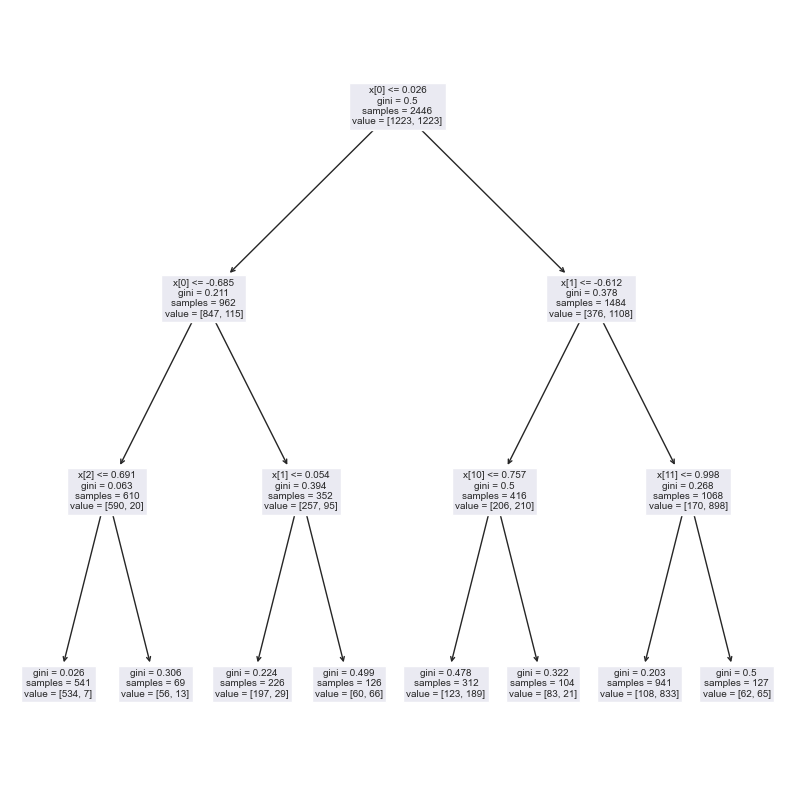 x[0] <= 0.026
gini = 0.5
samples = 2446
value = [1223, 1223]
x[0] <= -0.685
gini = 0.211
samples = 962
value = [847, 115]
x[1] <= -0.612
gini = 0.378
samples = 1484
value = [376, 1108]
x[2] <= 0.691
gini = 0.063
samples = 610
value = [590, 20]
x[1] <= 0.054
gini = 0.394
samples = 352
value = [257, 95]
x[10] <= 0.757
gini = 0.5
samples = 416
value = [206, 210]
x[11] <= 0.998
gini = 0.268
samples = 1068
value = [170, 898]
gini = 0.026
samples = 541
value = [534, 7]
gini = 0.306
samples = 69
value = [56, 13]
gini = 0.224
samples = 226
value = [197, 29]
gini = 0.499
samples = 126
value = [60, 66]
gini = 0.478
samples = 312
value = [123, 189]
gini = 0.322
samples = 104
value = [83, 21]
gini = 0.203
samples = 941
value = [108, 833]
gini = 0.5
samples = 127
value = [62, 65]